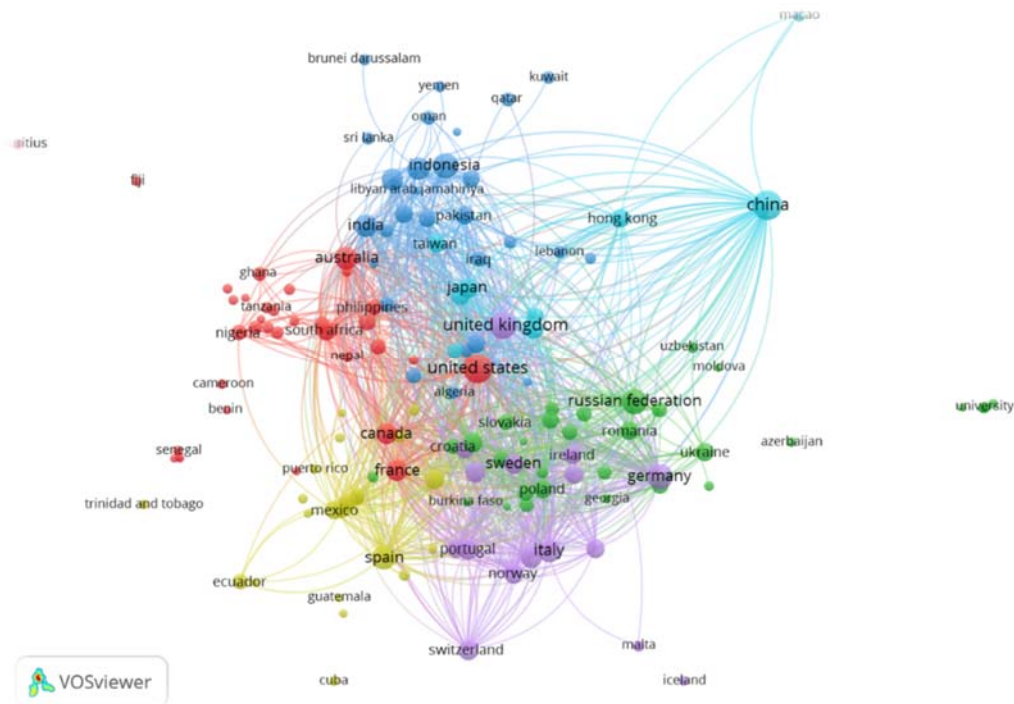 macao
brunei darussalam
yemen
kuwait
qatar
oman
sri lanka
itius
fiji
indonesia
libyan arab jamahiriya
china
india
pakistan
hong kong
taiwan
lebanon
australia
iraq
ghana
japan
tanzania
philippines
nigeria
south africa
united kingdom
nepal
uzbekistan
united states
moldova
cameroon
algeria
russian federation
benin
university
slovakia
romania
canada
azerbaijan
croatia
senegal
ireland
ukraine
sweden
puerto rico
france
germany
poland
burkina faso
georgia
trinidad and tobago
mexico
portugal
italy
spain
norway
ecuador
guatemala
malta
switzerland
cuba
iceland
VOSviewer